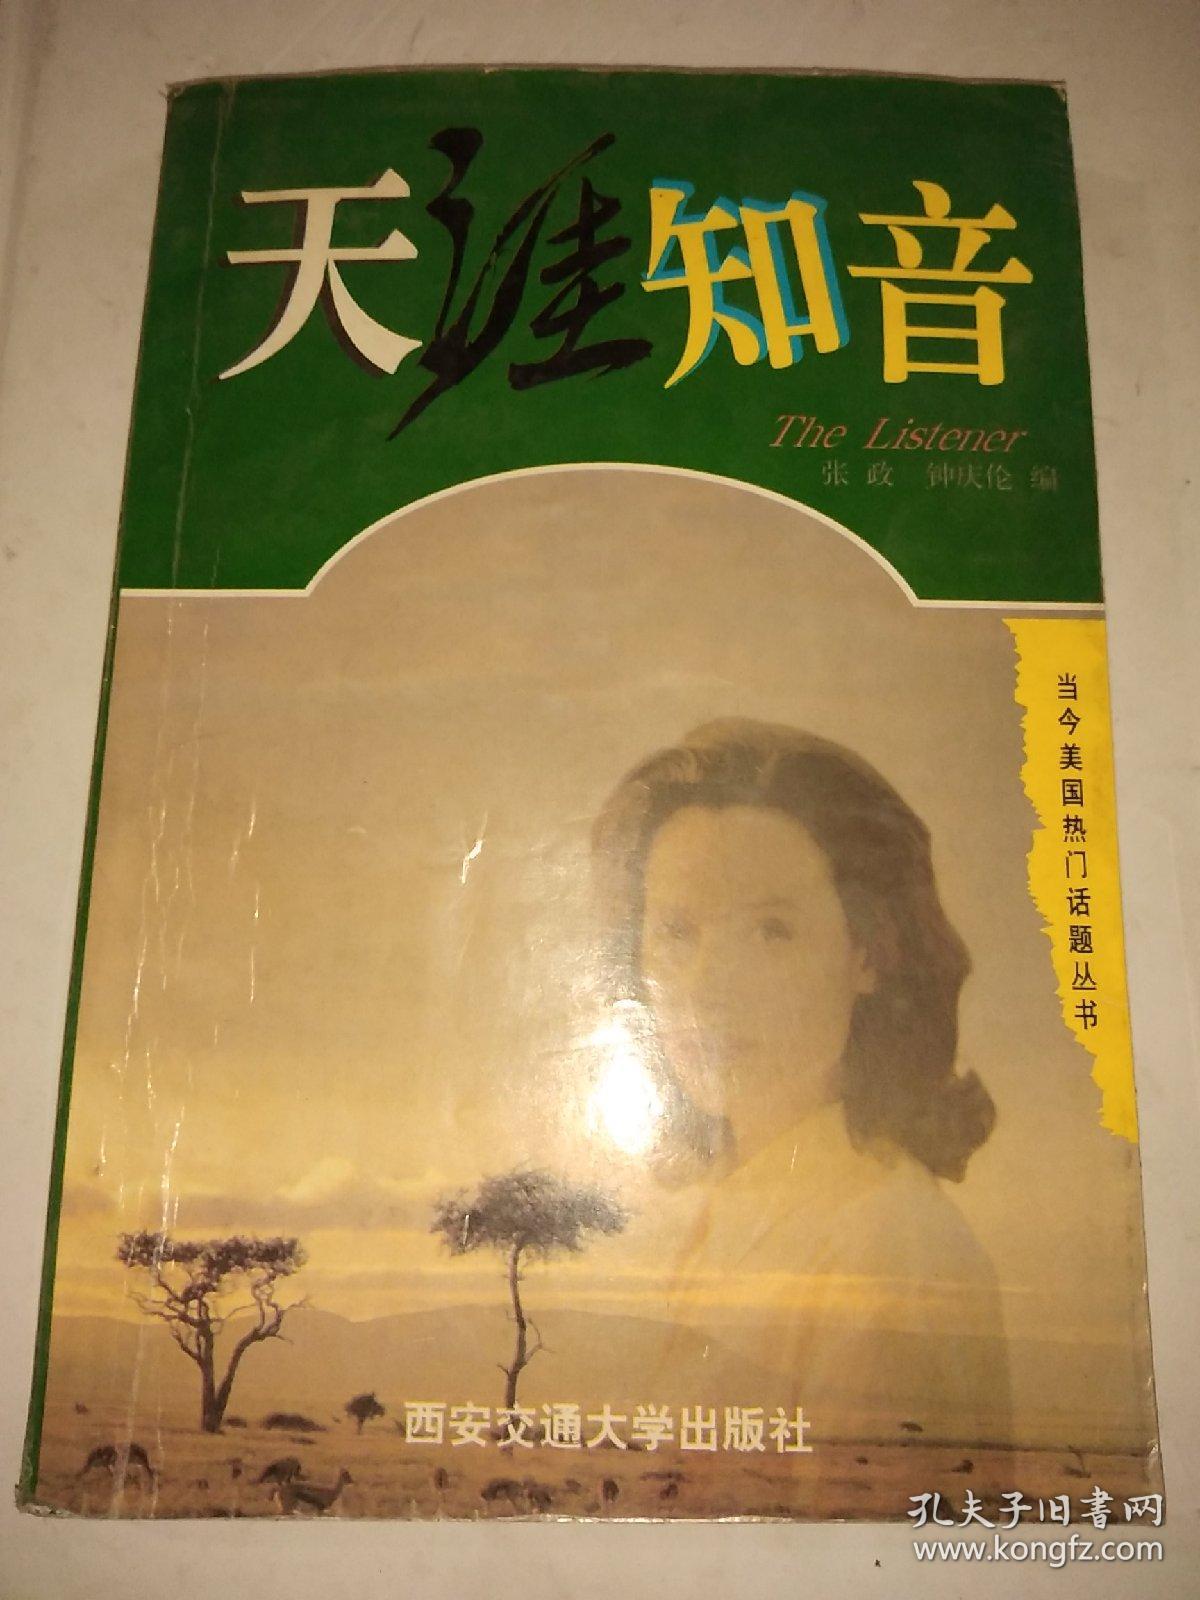 天涯知音
The Listener
张政 钟庆伦 编
当今美国热门话题丛书
西安交通大学出版社
孔夫子旧书网
www.kongfz.com